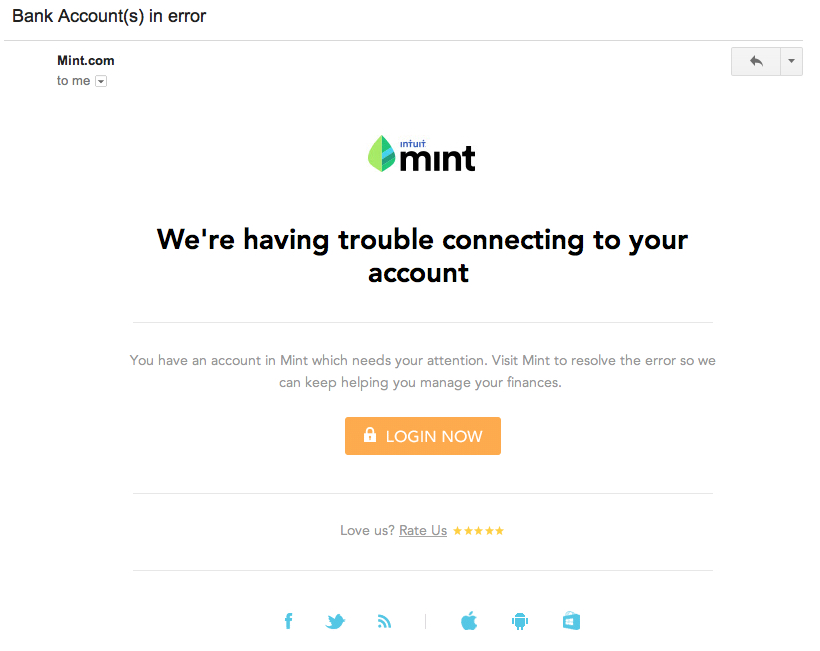 Bank Account(s) in error
Mint.com
to me
intuit
mint
We're having trouble connecting to your
account
You have an account in Mint which needs your attention. Visit Mint to resolve the error so we
can keep helping you manage your finances.
LOGIN NOW
Love us? Rate Us